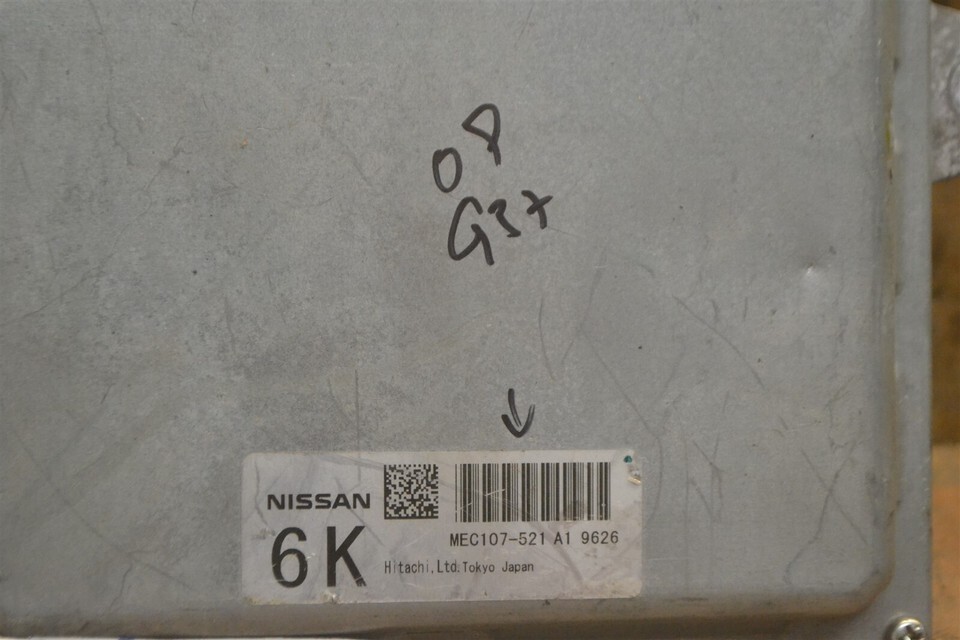 08
G37
NISSAN
6K
MEC107-521 A1 9626
Hitachi,Ltd.Tokyo Japan